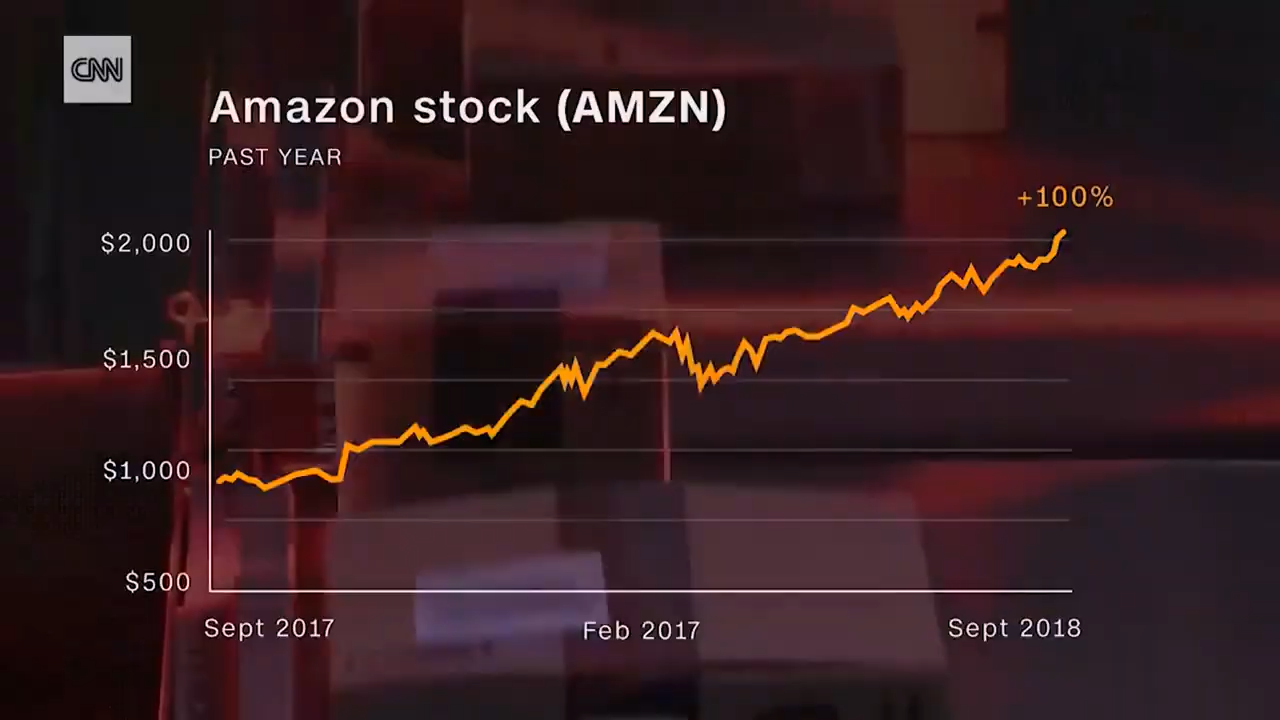 CNN
Amazon stock (AMZN)
PAST YEAR
+100%
$2,000
$1,500
$1,000
$500
Sept 2017
Feb 2017
Sept 2018